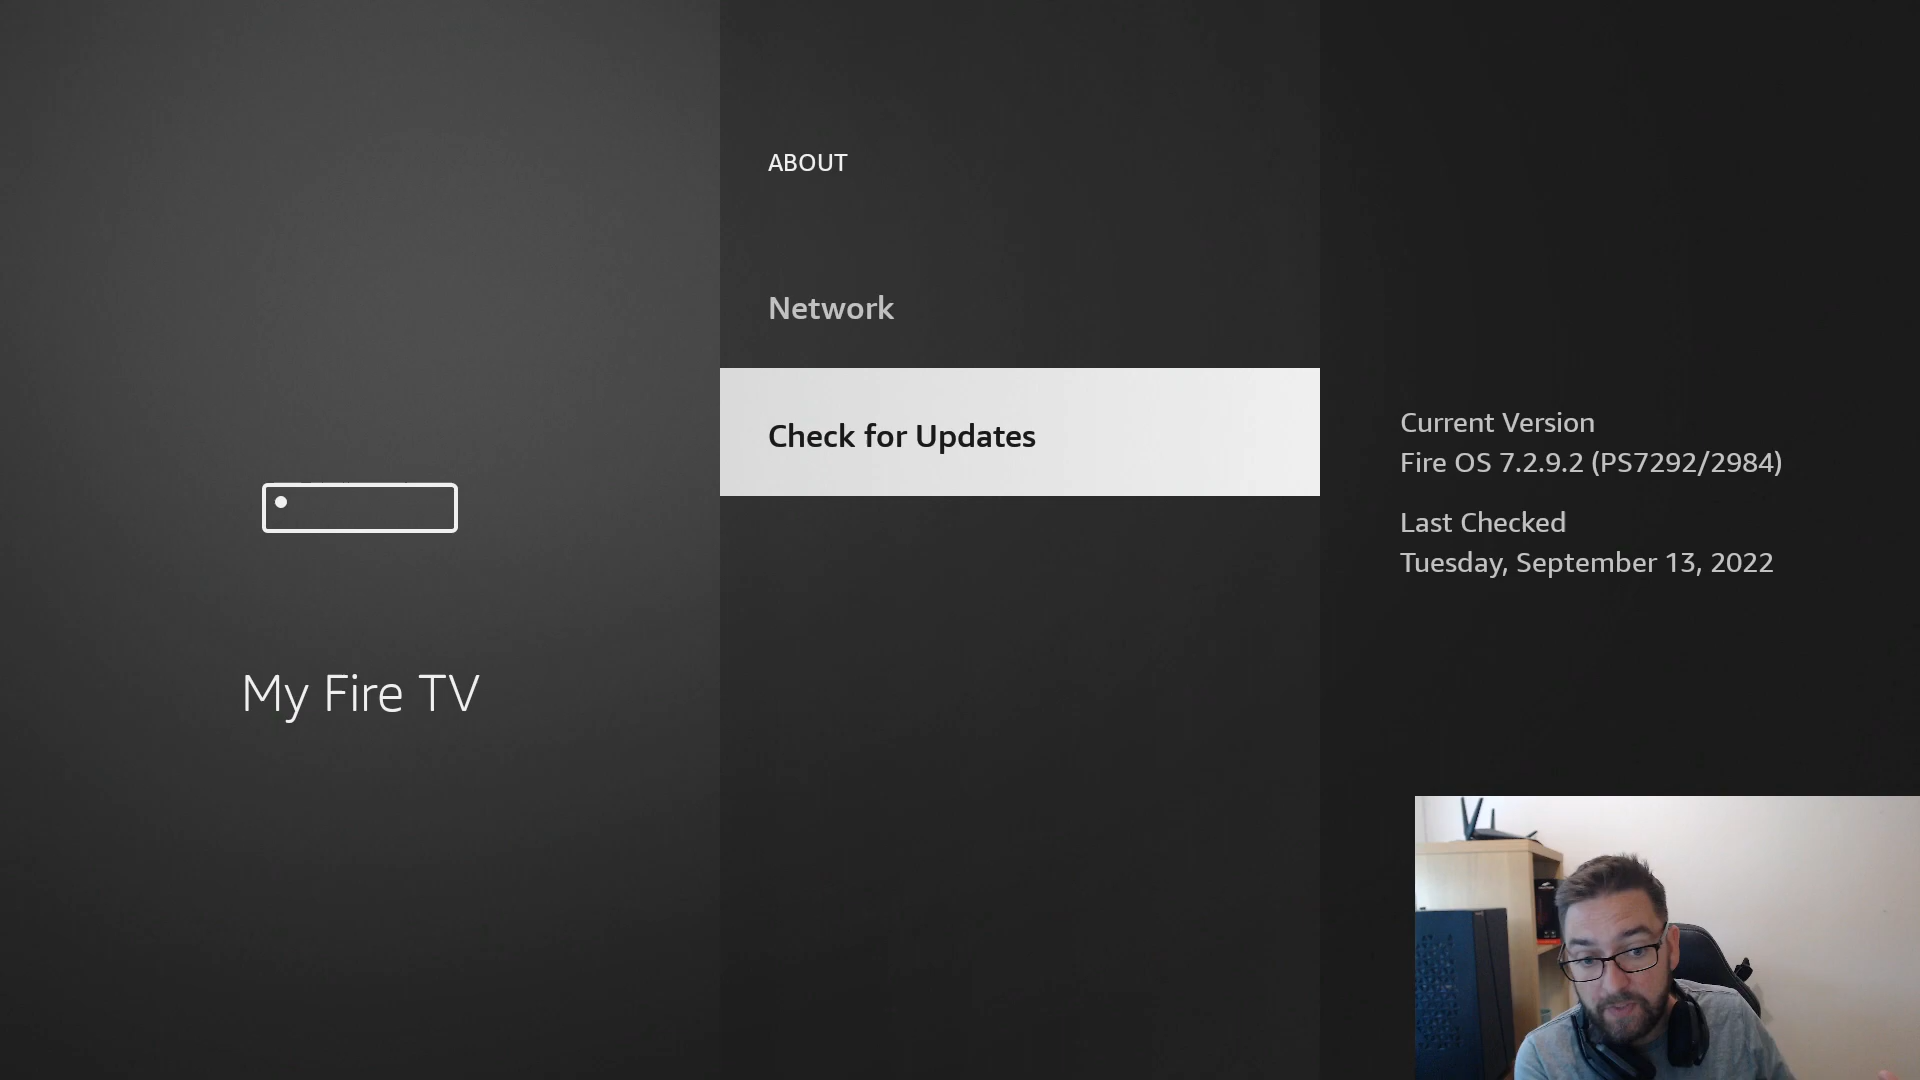 ABOUT
Network
Check for Updates
My Fire TV
Current Version
Fire OS 7.2.9.2 (PS7292/2984)
Last Checked
Tuesday, September 13, 2022